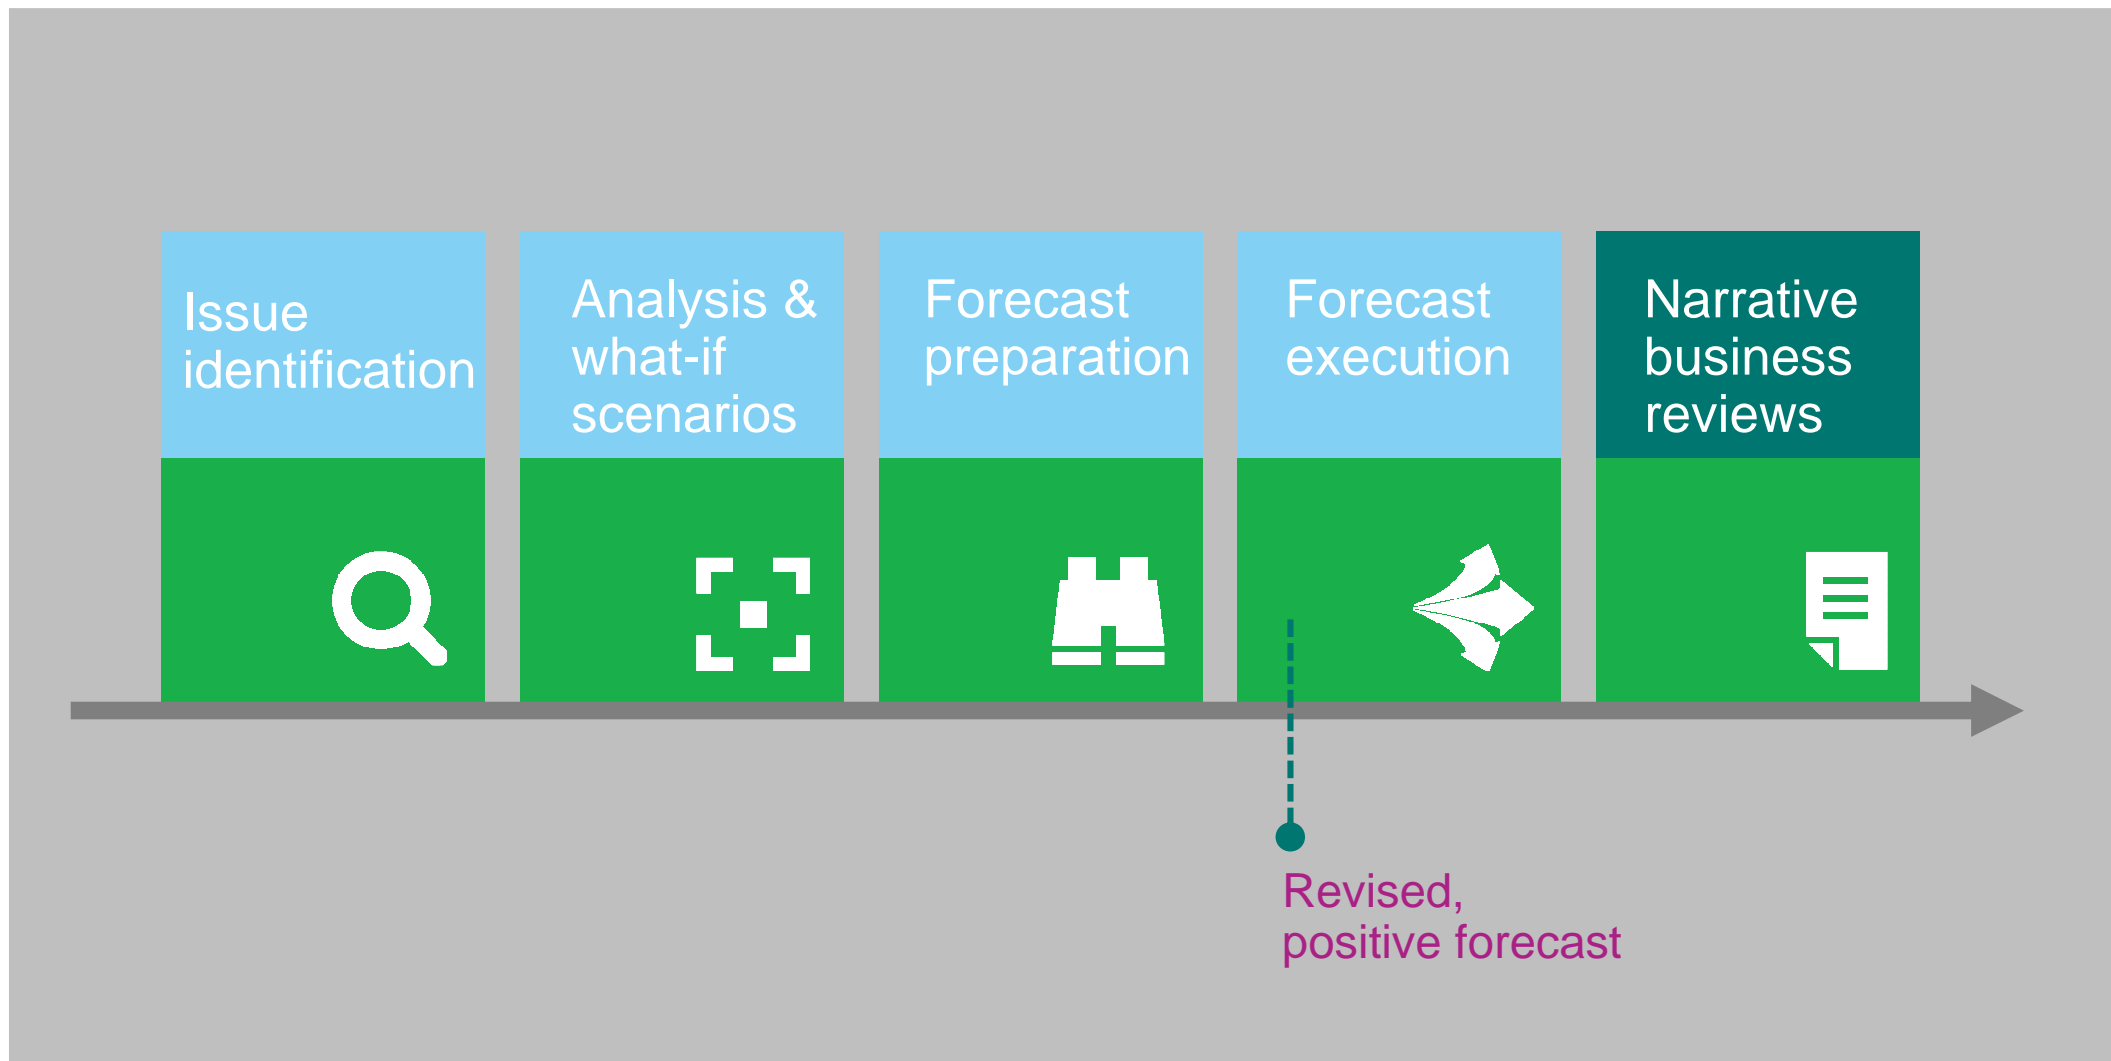 Issue
identification
Analysis &
what-if
scenarios
Forecast
preparation
Forecast
execution
Narrative
business
reviews
Revised,
positive forecast